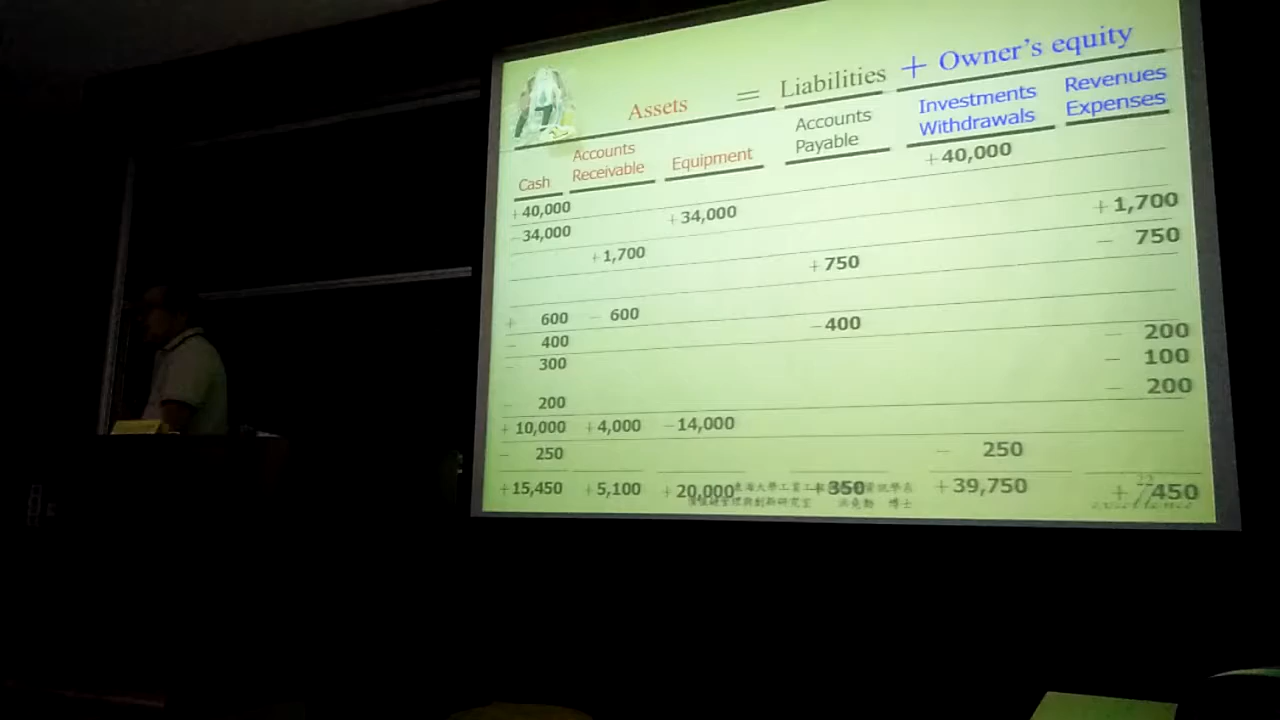 Assets = Liabilities + Owner's equity
Cash Accounts Receivable Equipment Accounts Payable Investments Withdrawals Revenues Expenses
+40,000 +40,000
-34,000 +34,000
+1,700 +1,700
+750 - 750
+ 600 - 600
- 400 -400
- 300 - 200
- 100
- 200 - 200
+ 10,000 +4,000 -14,000
- 250 - 250
+15,450 +5,100 +20,000 +350 +39,750 + 450